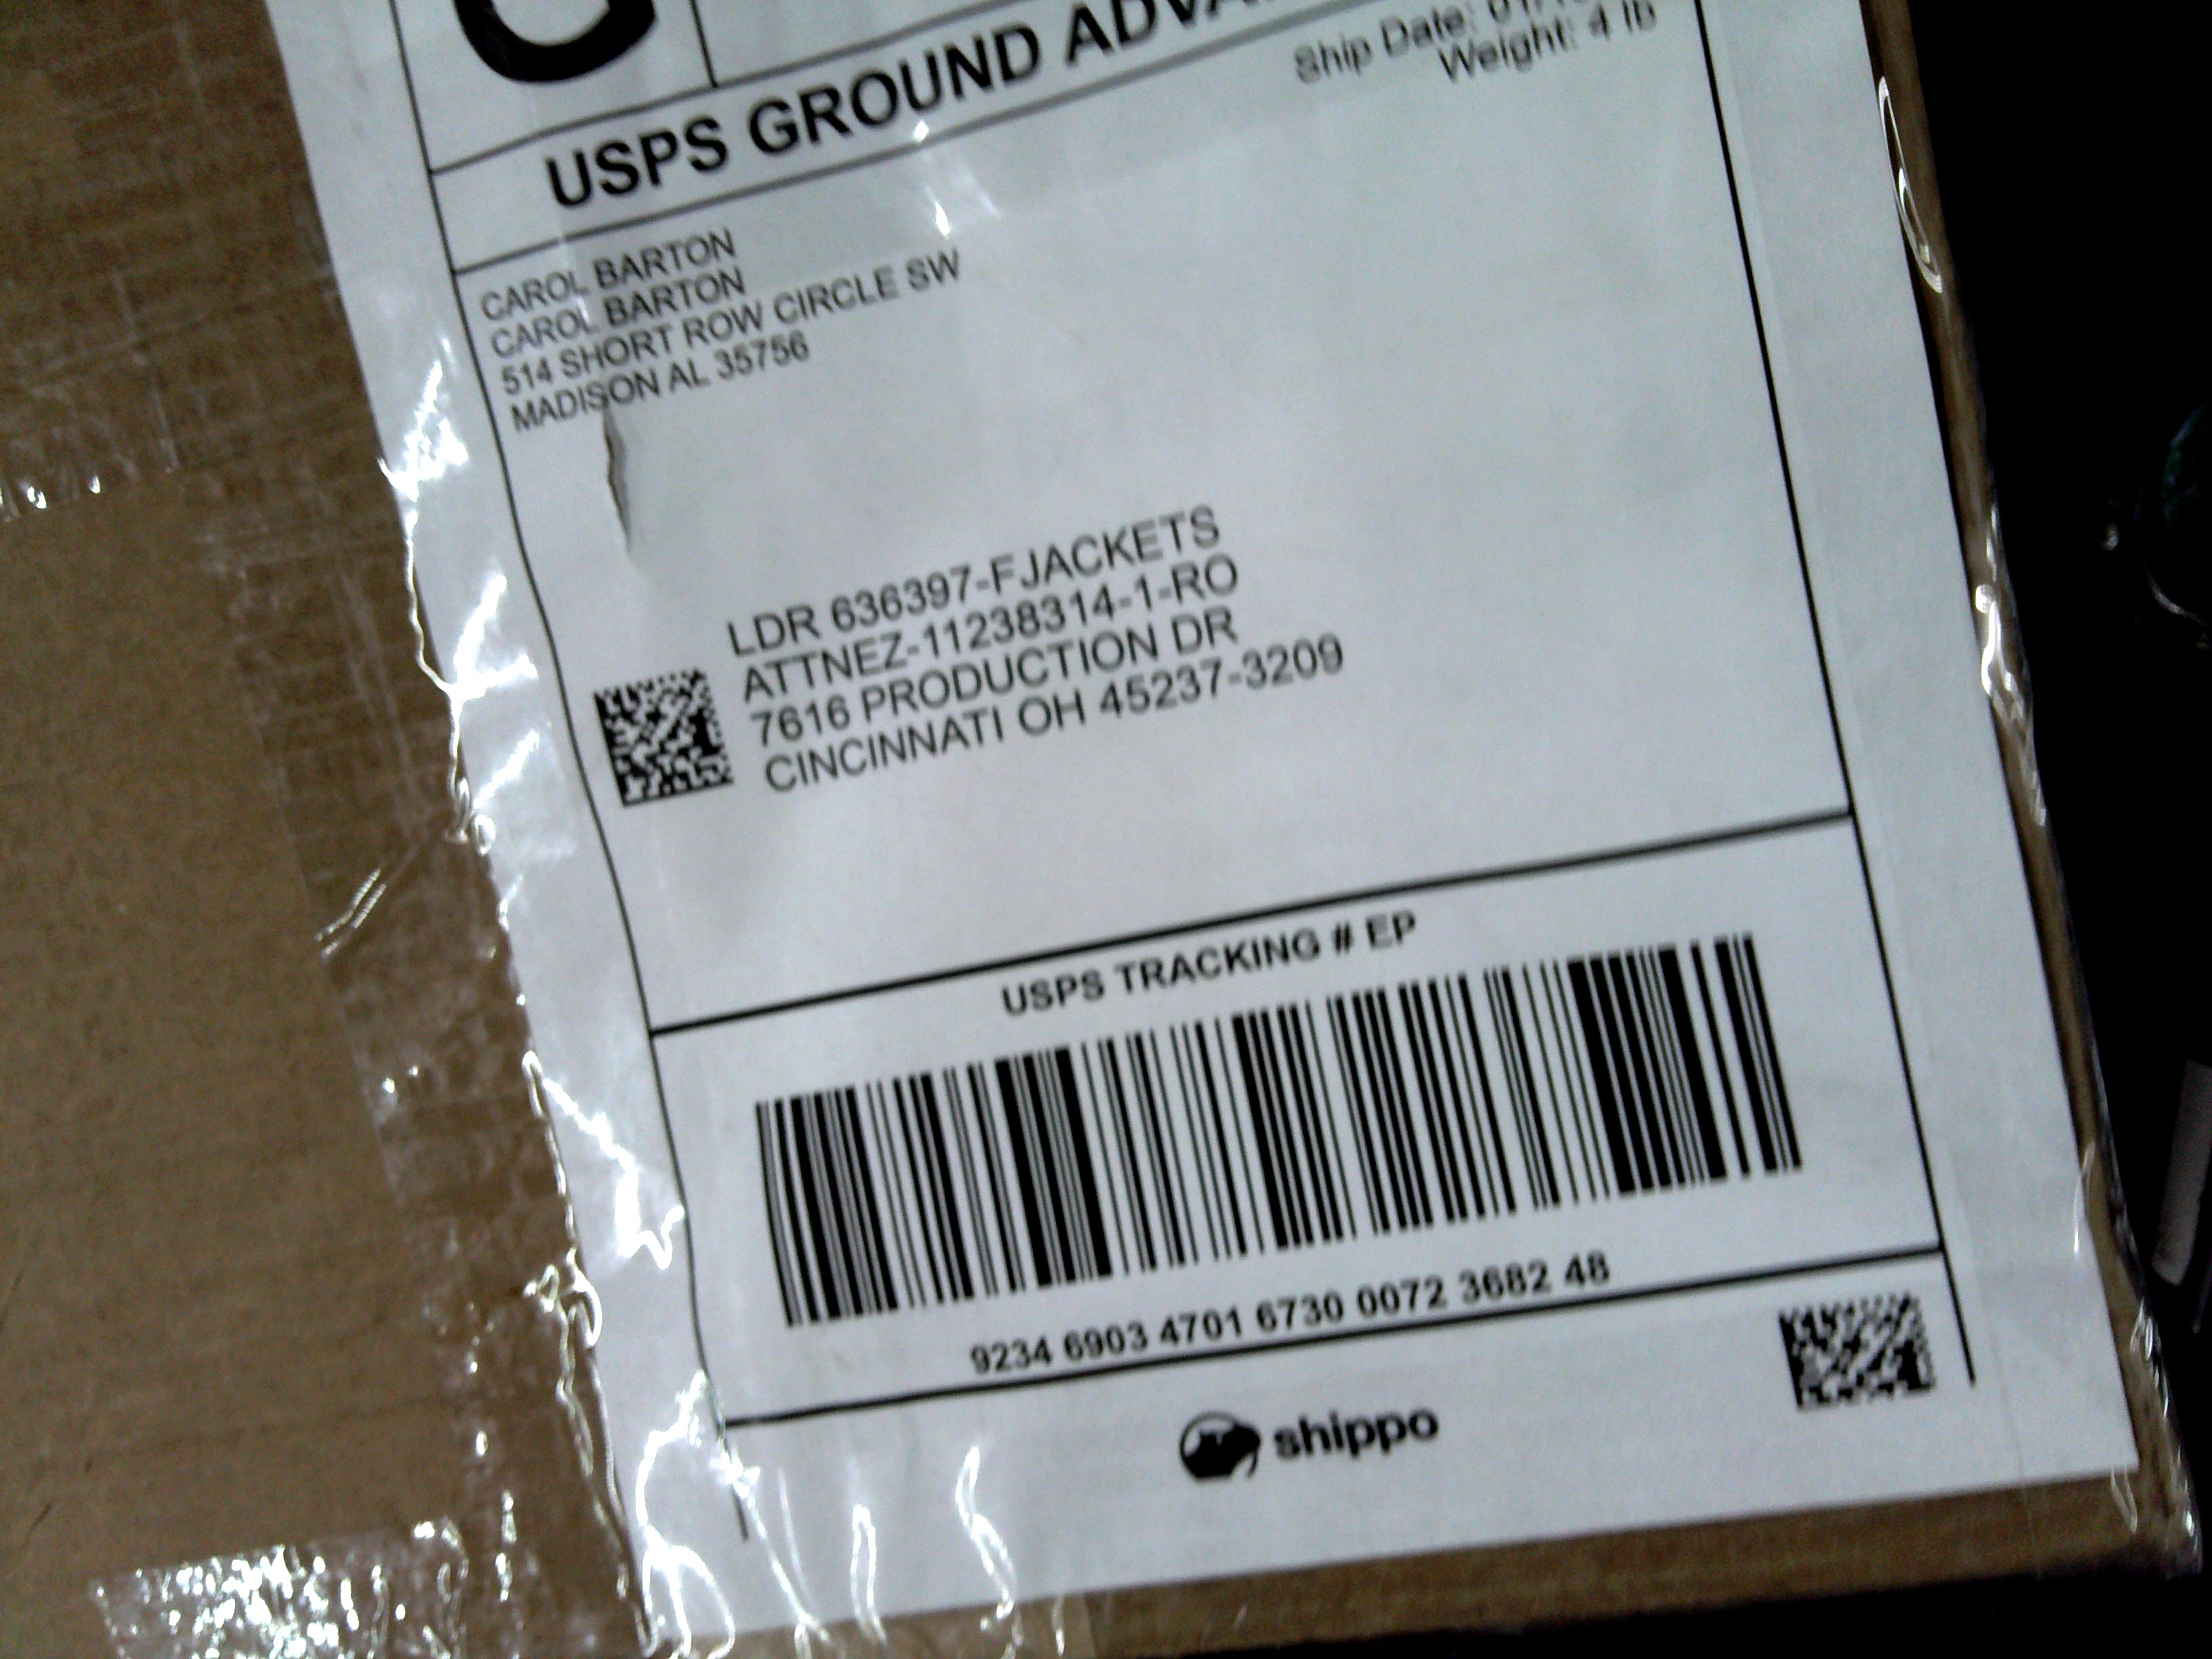 USPS GROUND
Ship Date:
Weight: 4 lb
CAROL BARTON
CAROL BARTON
514 SHORT ROW CIRCLE SW
MADISON AL 35756
LDR 636397-FJACKETS
ATTNEZ-11238314-1-RO
7616 PRODUCTION DR
CINCINNATI OH 45237-3209
USPS TRACKING # EP
9234 6903 4701 6730 0072 3682 48
shippo